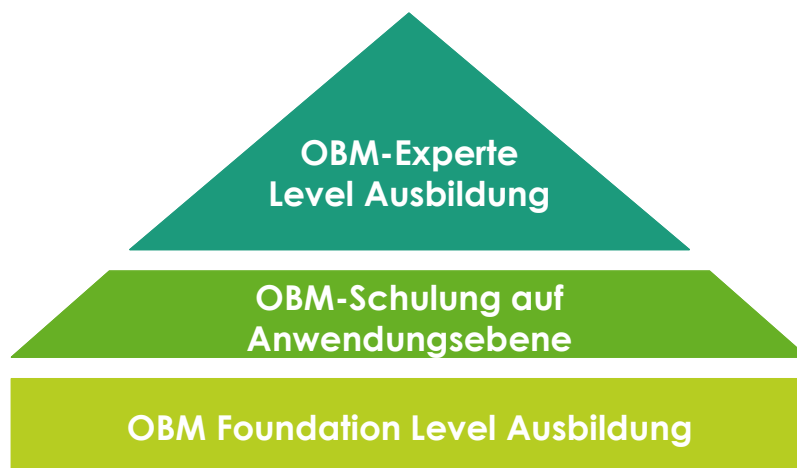 OBM-Experte
Level Ausbildung
OBM-Schulung auf
Anwendungsebene
OBM Foundation Level Ausbildung